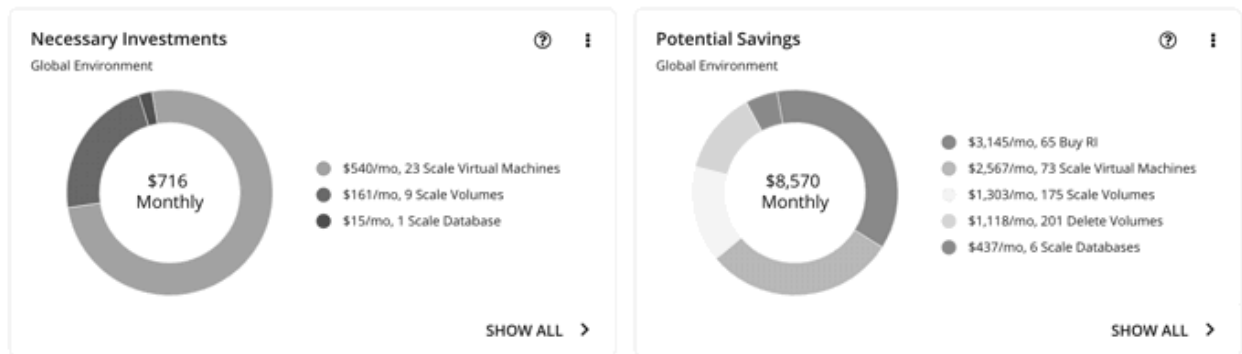 Necessary Investments
Global Environment
$716
Monthly
$540/mo, 23 Scale Virtual Machines
$161/mo, 9 Scale Volumes
$15/mo, 1 Scale Database
SHOW ALL
Potential Savings
Global Environment
$8,570
Monthly
$3,145/mo, 65 Buy RI
$2,567/mo, 73 Scale Virtual Machines
$1,303/mo, 175 Scale Volumes
$1,118/mo, 201 Delete Volumes
$437/mo, 6 Scale Databases
SHOW ALL